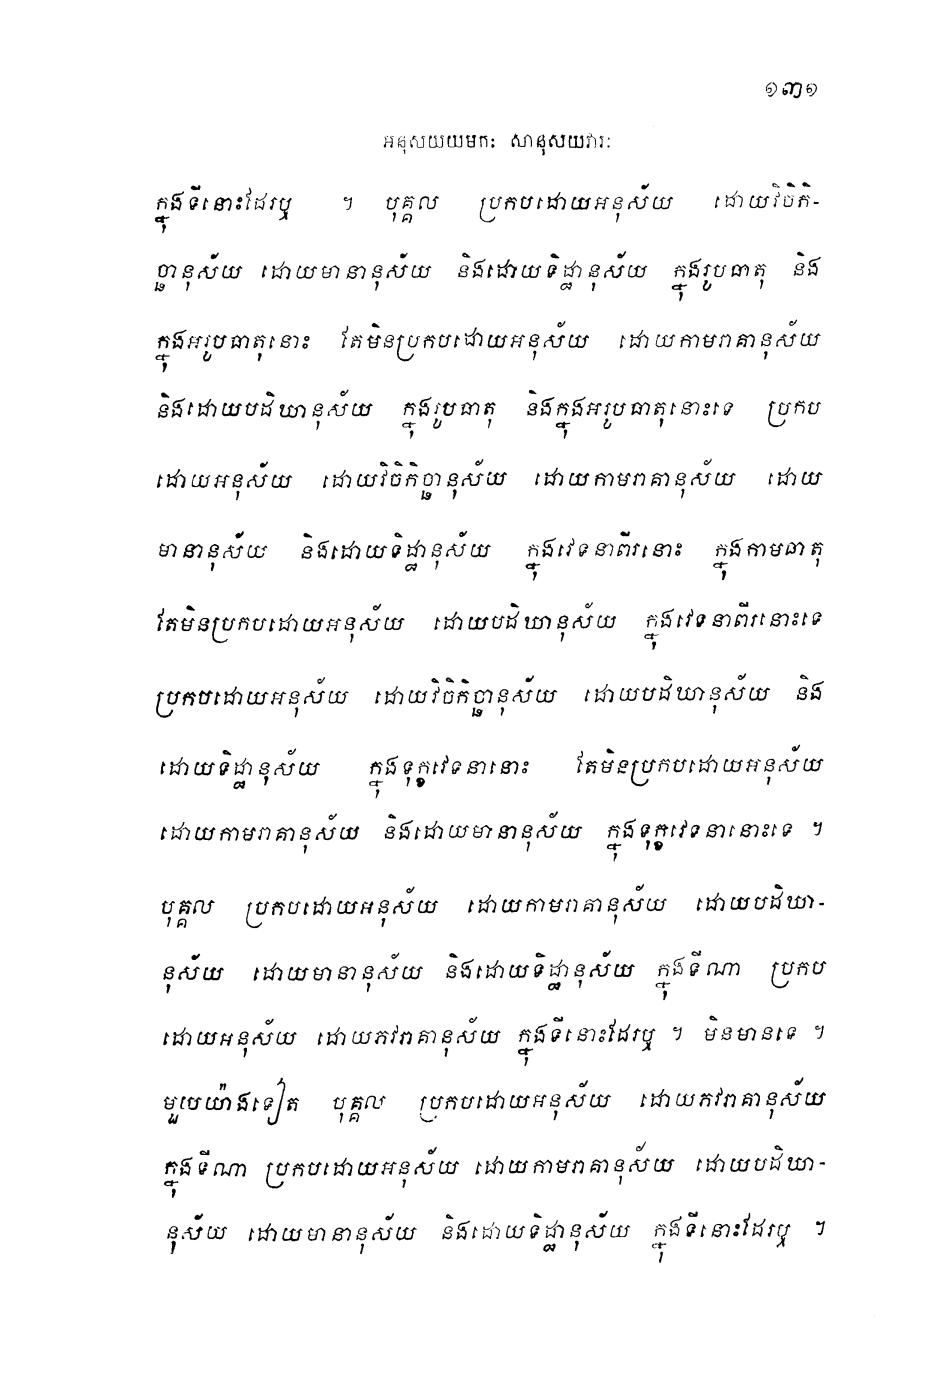 ១៣១
អនុសយយមកៈ សានុសយវារៈ
ក្នុងទីនោះដែរឬ ។ បុគ្គល ប្រកបដោយអនុស័យ ដោយវិចិកិ-
ច្ឆានុស័យ ដោយមានានុស័យ និងដោយទិដ្ឋានុស័យ ក្នុងរូបធាតុ និង
ក្នុងអរូបធាតុនោះ តែមិនប្រកបដោយអនុស័យ ដោយកាមរាគានុស័យ
និងដោយបដិឃានុស័យ ក្នុងរូបធាតុ និងក្នុងអរូបធាតុនោះទេ ប្រកប
ដោយអនុស័យ ដោយវិចិកិច្ឆានុស័យ ដោយកាមរាគានុស័យ ដោយ
មានានុស័យ និងដោយទិដ្ឋានុស័យ ក្នុងវេទនាពីរនោះ ក្នុងកាមធាតុ
តែមិនប្រកបដោយអនុស័យ ដោយបដិឃានុស័យ ក្នុងវេទនាពីរនោះទេ
ប្រកបដោយអនុស័យ ដោយវិចិកិច្ឆានុស័យ ដោយបដិឃានុស័យ និង
ដោយទិដ្ឋានុស័យ ក្នុងទុក្ខវេទនានោះ តែមិនប្រកបដោយអនុស័យ
ដោយកាមរាគានុស័យ និងដោយមានានុស័យ ក្នុងទុក្ខវេទនានោះទេ ។
បុគ្គល ប្រកបដោយអនុស័យ ដោយកាមរាគានុស័យ ដោយបដិឃា-
នុស័យ ដោយមានានុស័យ និងដោយទិដ្ឋានុស័យ ក្នុងទីណា ប្រកប
ដោយអនុស័យ ដោយភវរាគានុស័យ ក្នុងទីនោះដែរឬ ។ មិនមានទេ ។
មួយយ៉ាងទៀត បុគ្គល ប្រកបដោយអនុស័យ ដោយភវរាគានុស័យ
ក្នុងទីណា ប្រកបដោយអនុស័យ ដោយកាមរាគានុស័យ ដោយបដិឃា-
នុស័យ ដោយមានានុស័យ និងដោយទិដ្ឋានុស័យ ក្នុងទីនោះដែរឬ ។